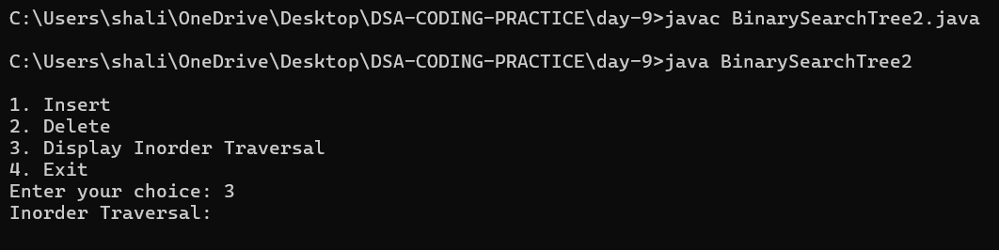 C:\Users\shali\OneDrive\Desktop\DSA-CODING-PRACTICE\day-9>javac BinarySearchTree2.java
C:\Users\shali\OneDrive\Desktop\DSA-CODING-PRACTICE\day-9>java BinarySearchTree2
1. Insert
2. Delete
3. Display Inorder Traversal
4. Exit
Enter your choice: 3
Inorder Traversal: